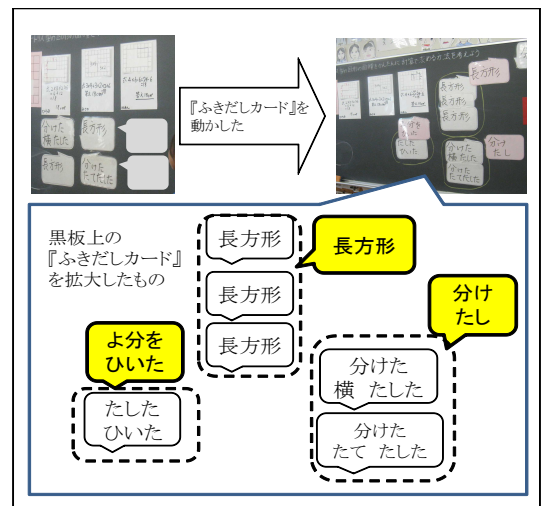 分けた
横たした
長方形
長方形
分けた
たてたした
『ふきだしカード』を
動かした
長方形
長方形
長方形
長方形
たした
ひいた
分け
たし
分けた
横たした
分けた
たてたした
黒板上の
『ふきだしカード』
を拡大したもの
長方形
長方形
長方形
長方形
分け
たし
よ分を
ひいた
たした
ひいた
分けた
横 たした
分けた
たて たした